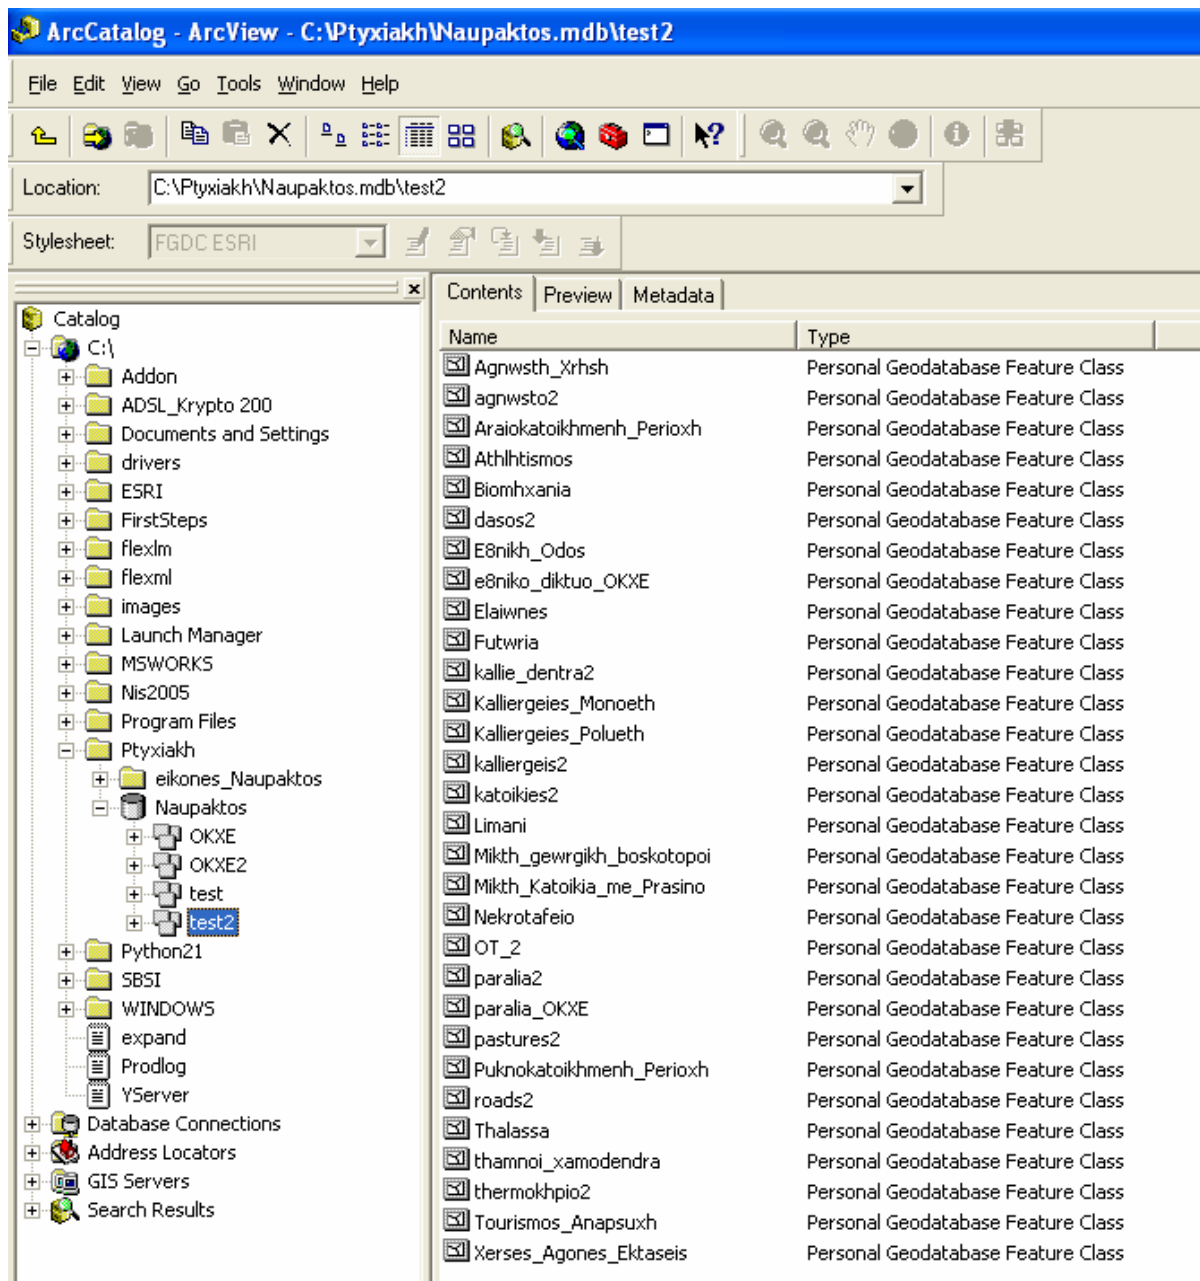 ArcCatalog - ArcView - C:\Ptyxiakh\Naupaktos.mdb\test2
File Edit View Go Tools Window Help
Location: C:\Ptyxiakh\Naupaktos.mdb\test2
Stylesheet: FGDC ESRI
Catalog
C:\
Addon
ADSL_Krypto 200
Documents and Settings
drivers
ESRI
FirstSteps
flexlm
flexml
images
Launch Manager
MSWORKS
Nis2005
Program Files
Ptyxiakh
eikones_Naupaktos
Naupaktos
OKXE
OKXE2
test
test2
Python21
SBSI
WINDOWS
expand
Prodlog
YServer
Database Connections
Address Locators
GIS Servers
Search Results
Contents Preview Metadata
Name Type
Agnwsth_Xrhsh Personal Geodatabase Feature Class
agnwsto2 Personal Geodatabase Feature Class
Araiokatoikhmenh_Perioxh Personal Geodatabase Feature Class
Athlhtismos Personal Geodatabase Feature Class
Biomhxania Personal Geodatabase Feature Class
dasos2 Personal Geodatabase Feature Class
E8nikh_Odos Personal Geodatabase Feature Class
e8niko_diktuo_OKXE Personal Geodatabase Feature Class
Elaiwnes Personal Geodatabase Feature Class
Futwria Personal Geodatabase Feature Class
kallie_dentra2 Personal Geodatabase Feature Class
Kalliergeies_Monoeth Personal Geodatabase Feature Class
Kalliergeies_Polueth Personal Geodatabase Feature Class
kalliergeis2 Personal Geodatabase Feature Class
katoikies2 Personal Geodatabase Feature Class
Limani Personal Geodatabase Feature Class
Mikth_gewrgikh_boskotopoi Personal Geodatabase Feature Class
Mikth_Katoikia_me_Prasino Personal Geodatabase Feature Class
Nekrotafeio Personal Geodatabase Feature Class
OT_2 Personal Geodatabase Feature Class
paralia2 Personal Geodatabase Feature Class
paralia_OKXE Personal Geodatabase Feature Class
pastures2 Personal Geodatabase Feature Class
Puknokatoikhmenh_Perioxh Personal Geodatabase Feature Class
roads2 Personal Geodatabase Feature Class
Thalassa Personal Geodatabase Feature Class
thamnoi_xamodendra Personal Geodatabase Feature Class
thermokhpio2 Personal Geodatabase Feature Class
Tourismos_Anapsuxh Personal Geodatabase Feature Class
Xerses_Agones_Ektaseis Personal Geodatabase Feature Class